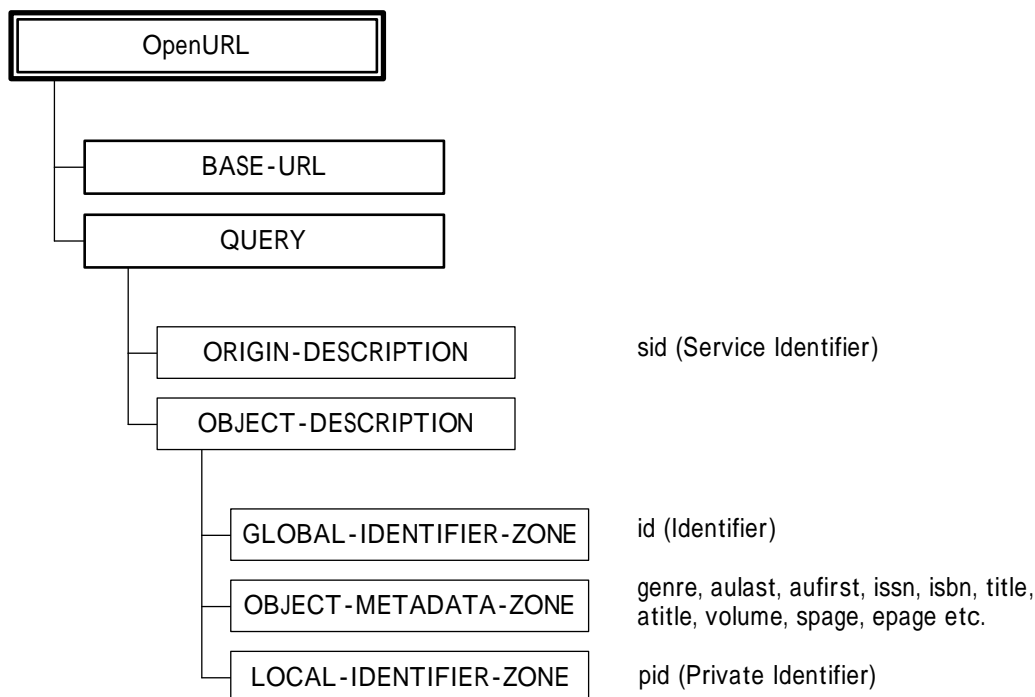 OpenURL
BASE-URL
QUERY
ORIGIN-DESCRIPTION sid (Service Identifier)
OBJECT-DESCRIPTION
GLOBAL-IDENTIFIER-ZONE id (Identifier)
OBJECT-METADATA-ZONE genre, aulast, aufirst, issn, isbn, title,
atitle, volume, spage, epage etc.
LOCAL-IDENTIFIER-ZONE pid (Private Identifier)